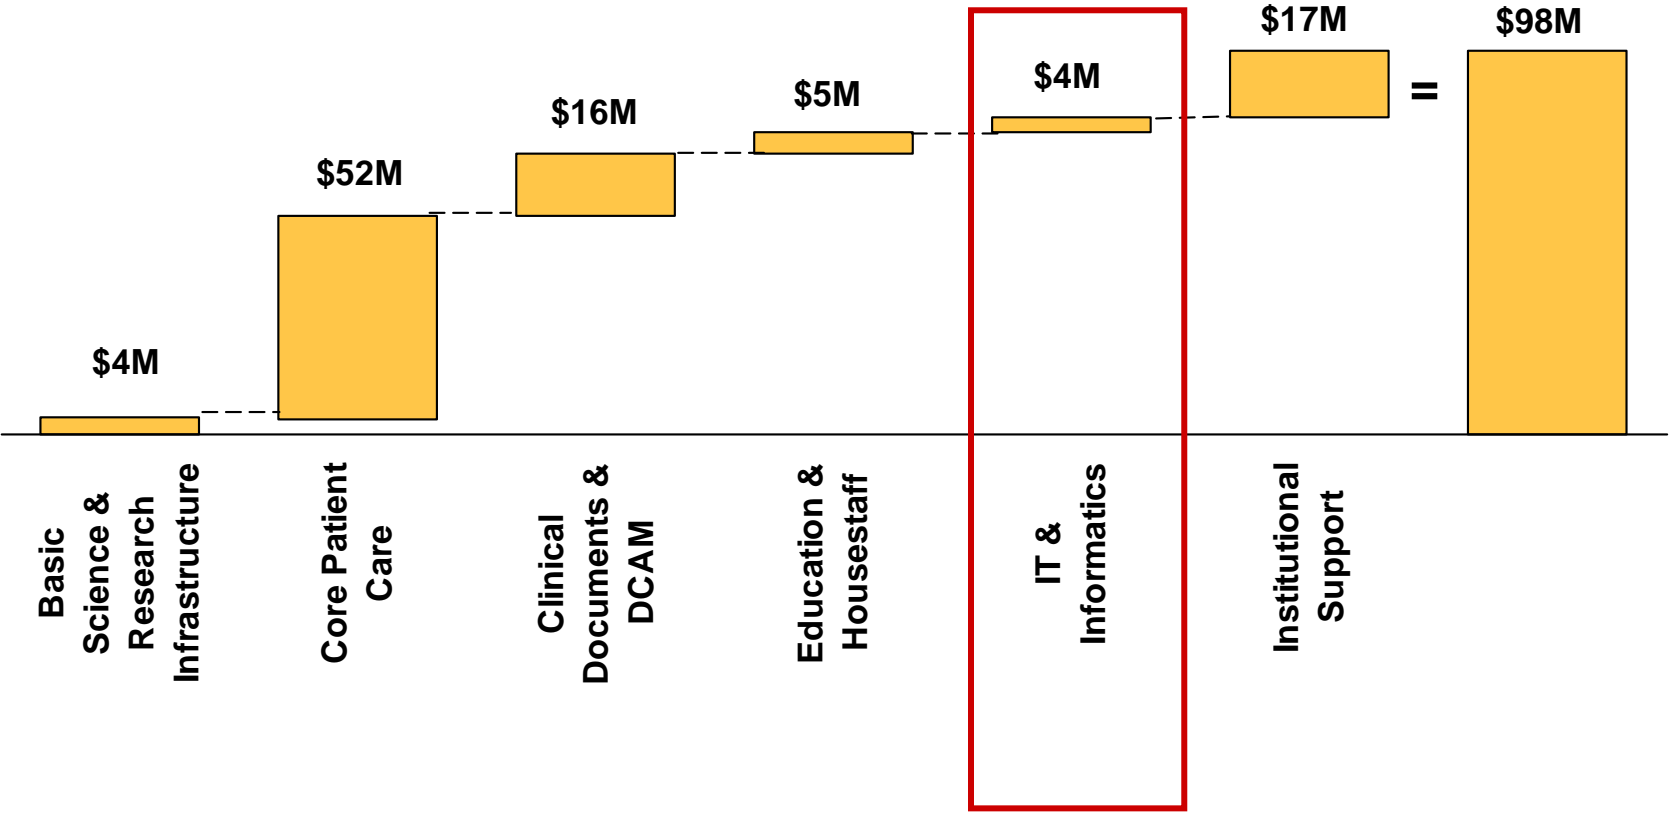 $4M
$52M
$16M
$5M
$4M
$17M
=
$98M
Basic
Science &
Research
Infrastructure
Core Patient
Care
Clinical
Documents &
DCAM
Education &
Housestaff
IT &
Informatics
Institutional
Support